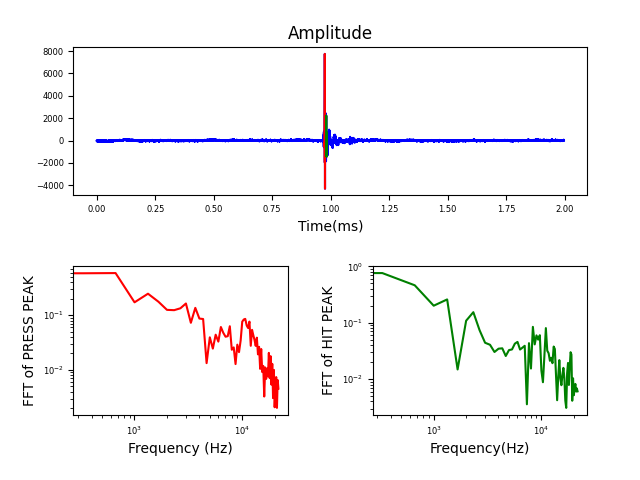 Amplitude
8000
6000
4000
2000
0
−2000
−4000
0.00 0.25 0.50 0.75 1.00 1.25 1.50 1.75 2.00
Time(ms)
FFT of PRESS PEAK
10⁻¹
10⁻²
10³ 10⁴
Frequency (Hz)
FFT of HIT PEAK
10⁰
10⁻¹
10⁻²
10³ 10⁴
Frequency(Hz)